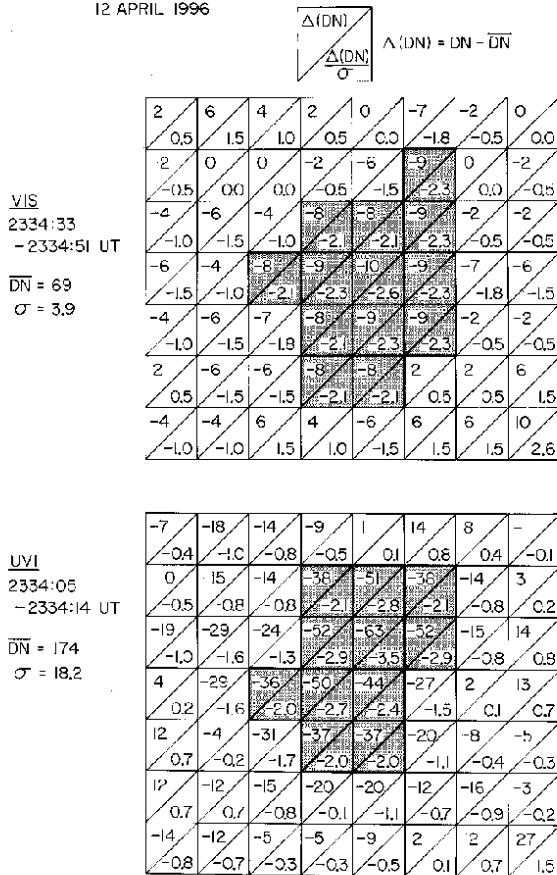 12 APRIL 1996
Δ(DN)
Δ(DN)
σ
Δ(DN) = DN – DN
2 6 4 2 0 -7 -2 0
0.5 1.5 1.0 0.5 0.0 -1.8 -0.5 0.0
-2 0 0 -2 -6 -9 0 -2
-0.5 0.0 0.0 -0.5 -1.5 -2.3 0.0 -0.5
VIS
-4 -6 -4 -8 -8 -9 -2 -2
2334:33
-1.0 -1.5 -1.0 -2.1 -2.1 -2.3 -0.5 -0.5
-2334:51 UT
-6 -4 -8 -9 -10 -9 -7 -6
DN = 69
-1.5 -1.0 -2.1 -2.3 -2.6 -2.3 -1.8 -1.5
σ = 3.9
-4 -6 -7 -8 -9 -9 -2 -2
-1.0 -1.5 -1.8 -2.1 -2.3 -2.3 -0.5 -0.5
2 -6 -6 -8 -8 2 2 6
0.5 -1.5 -1.5 -2.1 -2.1 0.5 0.5 1.5
-4 -4 6 4 -6 6 6 10
-1.0 -1.0 1.5 1.0 -1.5 1.5 1.5 2.6
-7 -18 -14 -9 1 14 8 -
-0.4 -1.0 -0.8 -0.5 0.1 0.8 0.4 -0.1
UVI
0 -15 -14 -38 -51 -38 -14 3
2334:05
-0.5 -0.8 -0.8 -2.1 -2.8 -2.1 -0.8 0.2
-2334:14 UT
-19 -29 -24 -52 -63 -52 -15 14
DN = 174
-1.0 -1.6 -1.3 -2.9 -3.5 -2.9 -0.8 0.8
σ = 18.2
4 -29 -36 -50 -44 -27 2 13
0.2 -1.6 -2.0 -2.7 -2.4 -1.5 0.1 0.7
12 -4 -31 -37 -37 -20 -8 -5
0.7 -0.2 -1.7 -2.0 -2.0 -1.1 -0.4 -0.3
12 -12 -15 -20 -20 -12 -16 -3
0.7 0.7 -0.8 -0.1 -1.1 -0.7 -0.9 -0.2
-14 -12 -5 -5 -9 2 12 27
-0.8 -0.7 -0.3 -0.3 -0.5 0.1 0.7 1.5